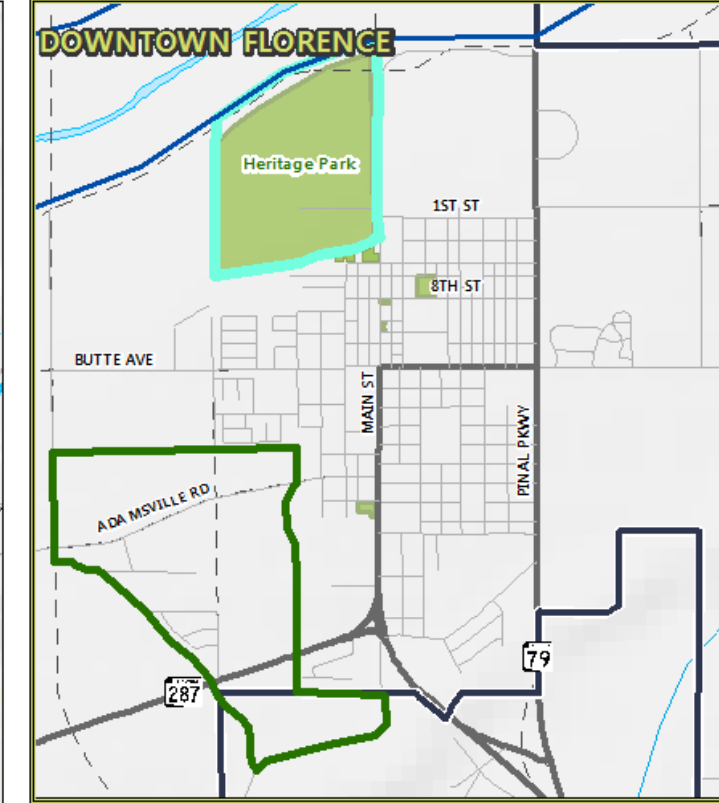 DOWNTOWN FLORENCE
Heritage Park
1ST ST
8TH ST
BUTTE AVE
MAIN ST
PINAL PKWY
ADAMSVILLE RD
79
287